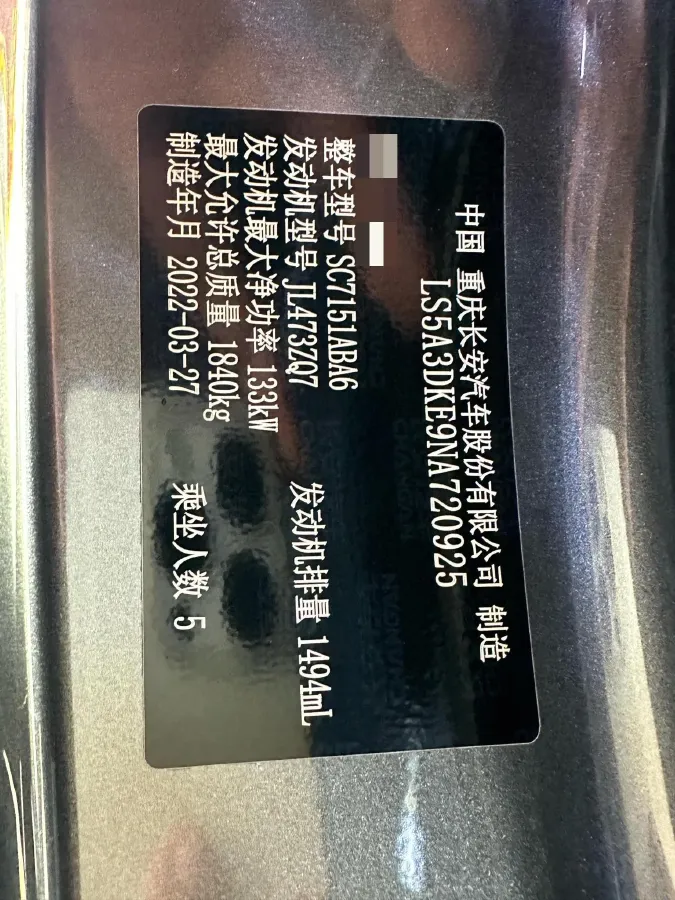 中国 重庆长安汽车股份有限公司 制造
LS5A3DKE9NA720925
整车型号 SC7151ABA6
发动机型号 JL473ZQ7 发动机排量 1494mL
发动机最大净功率 133kW
最大允许总质量 1840kg
制造年月 2022-03-27 乘坐人数 5